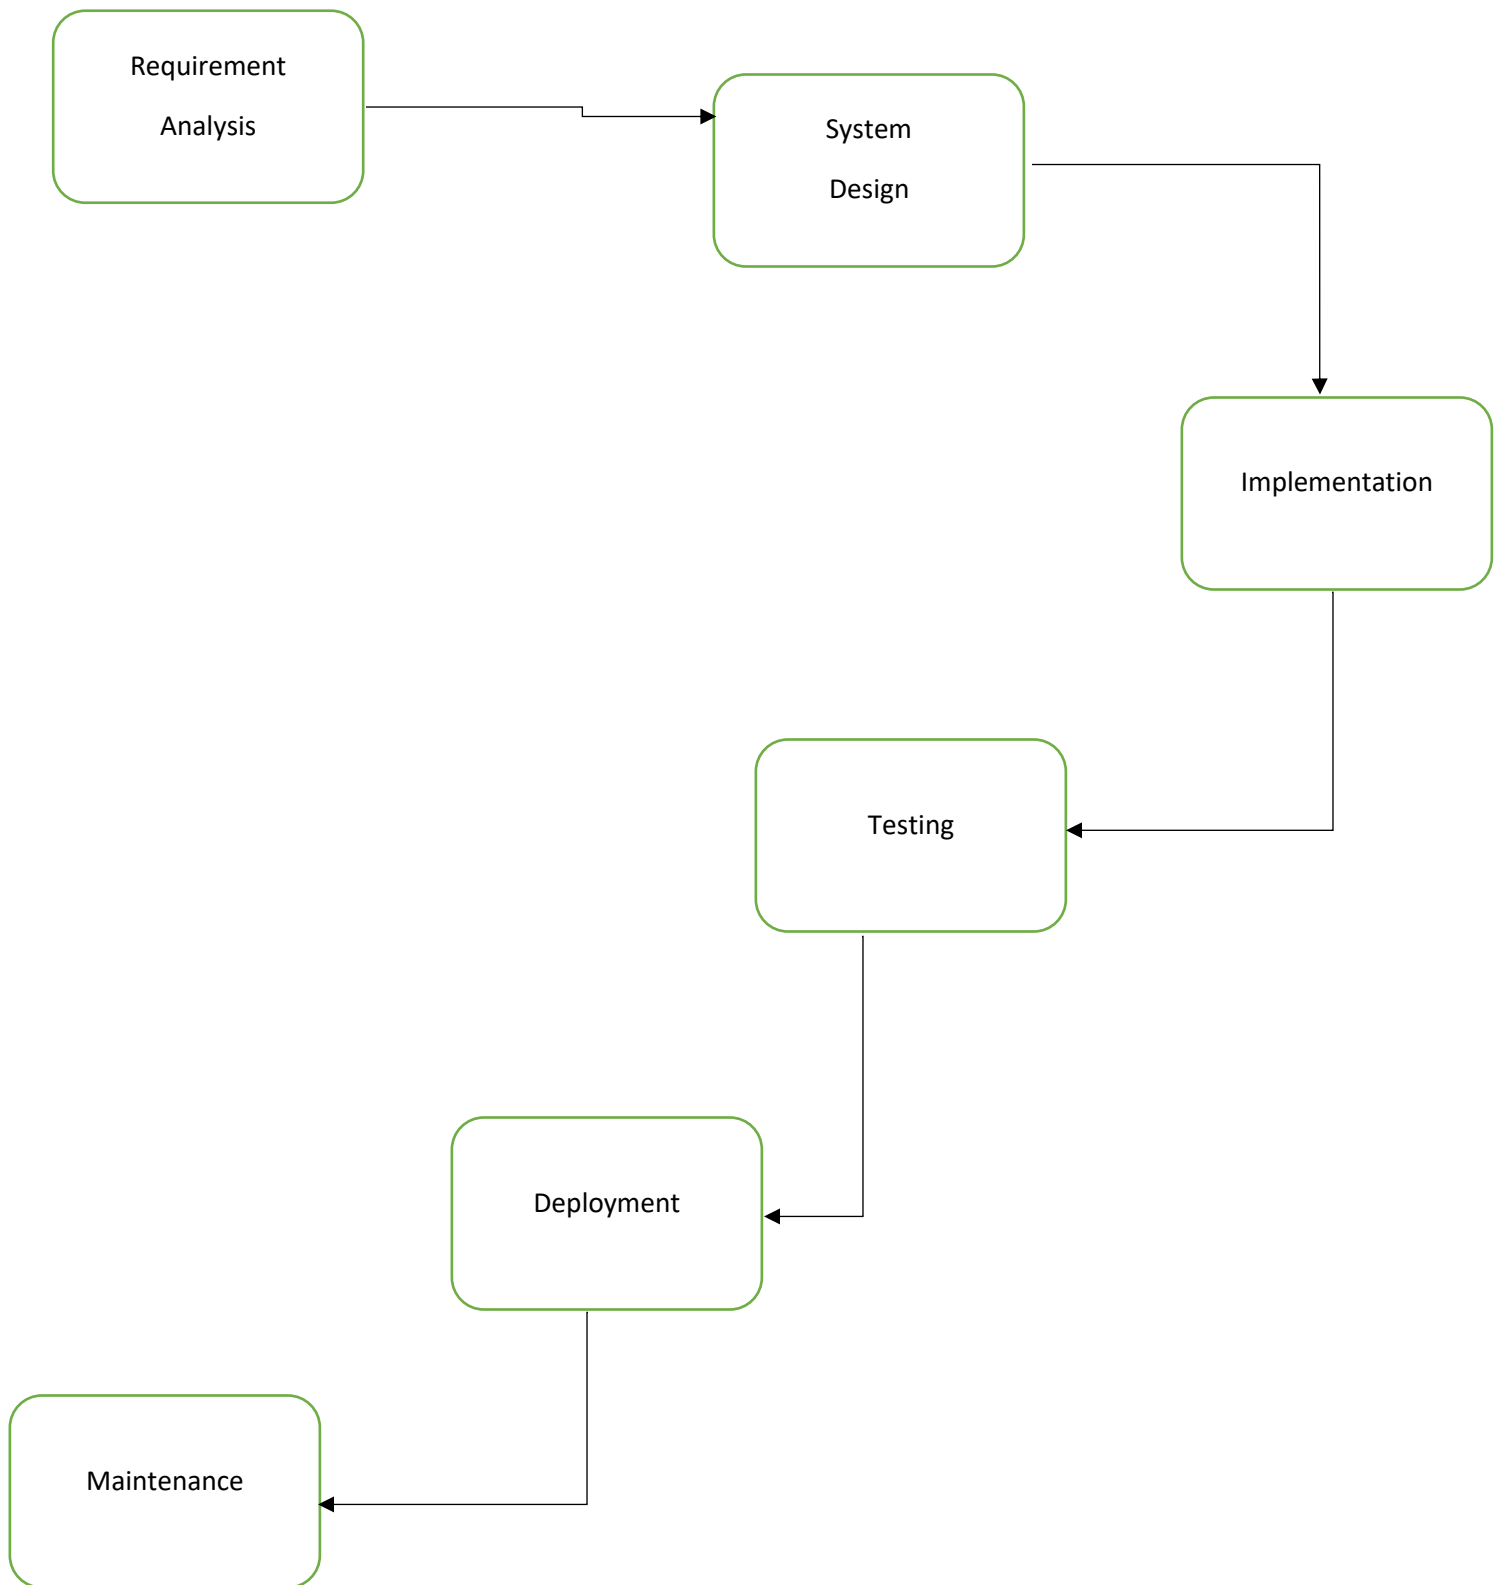 Requirement
Analysis
System
Design
Implementation
Testing
Deployment
Maintenance